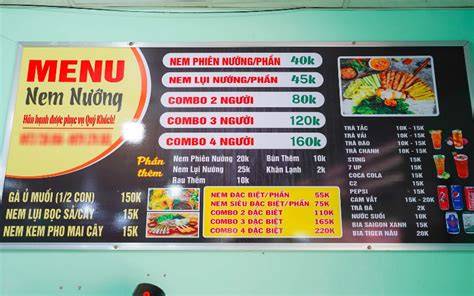 MENU
Nem Nướng
Hân hạnh được phục vụ Quý Khách!
GÀ Ủ MUỐI (1/2 CON) 150K
NEM LỤI BỌC SẢ/CÂY 15K
NEM KẸM PHO MAI CÂY 15K
NEM PHIÊN NƯỚNG/PHẦN 40k
NEM LỤI NƯỚNG/PHẦN 45k
COMBO 2 NGƯỜI 80k
COMBO 3 NGƯỜI 120k
COMBO 4 NGƯỜI 160k
Phần thêm
Nem Phiên Nướng 20k
Nem Lụi Nướng 25k
Rau Thêm 10k
Bún Thêm 10k
Khăn Lạnh 2k
NEM ĐẶC BIỆT/PHẦN 55K
NEM SIÊU ĐẶC BIỆT/PHẦN 75K
COMBO 2 ĐẶC BIỆT 110K
COMBO 3 ĐẶC BIỆT 165K
COMBO 4 ĐẶC BIỆT 220K
TRÀ TẮC 10k - 15K
TRÀ VẢI 10K - 15K
TRÀ ĐÀO 10K - 15K
TRÀ CHANH 10K - 15K
STING 15K
7 UP 15K
COCA COLA 15K
C2 15K
PEPSI 15K
CAM VẮT 15K - 20K
TRÀ ĐÁ 2K
NƯỚC SUỐI 10K
BIA SAIGON XANH 15K
BIA TIGER NÂU 20K